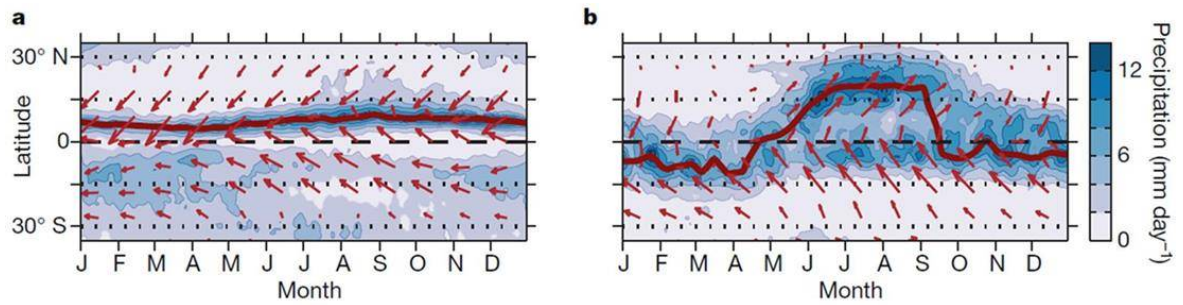 a
Latitude
30° N
0
30° S
J F M A M J J A S O N D
Month
b
J F M A M J J A S O N D
Month
12
6
0
Precipitation (mm day⁻¹)